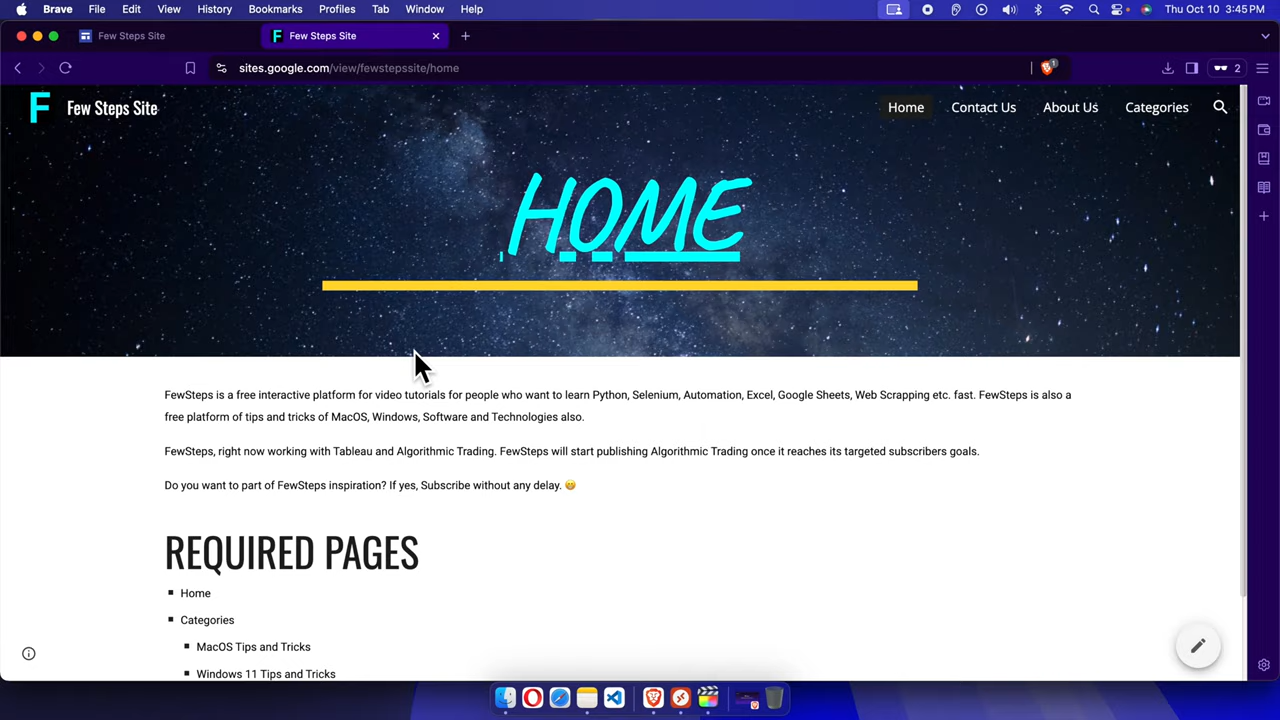 Brave File Edit View History Bookmarks Profiles Tab Window Help Thu Oct 10 3:45 PM
Few Steps Site
F Few Steps Site
sites.google.com/view/fewstepssite/home
1
2
F Few Steps Site
Home Contact Us About Us Categories
HOME
FewSteps is a free interactive platform for video tutorials for people who want to learn Python, Selenium, Automation, Excel, Google Sheets, Web Scrapping etc. fast. FewSteps is also a
free platform of tips and tricks of MacOS, Windows, Software and Technologies also.
FewSteps, right now working with Tableau and Algorithmic Trading. FewSteps will start publishing Algorithmic Trading once it reaches its targeted subscribers goals.
Do you want to part of FewSteps inspiration? If yes, Subscribe without any delay. 🤭
REQUIRED PAGES
Home
Categories
MacOS Tips and Tricks
Windows 11 Tips and Tricks